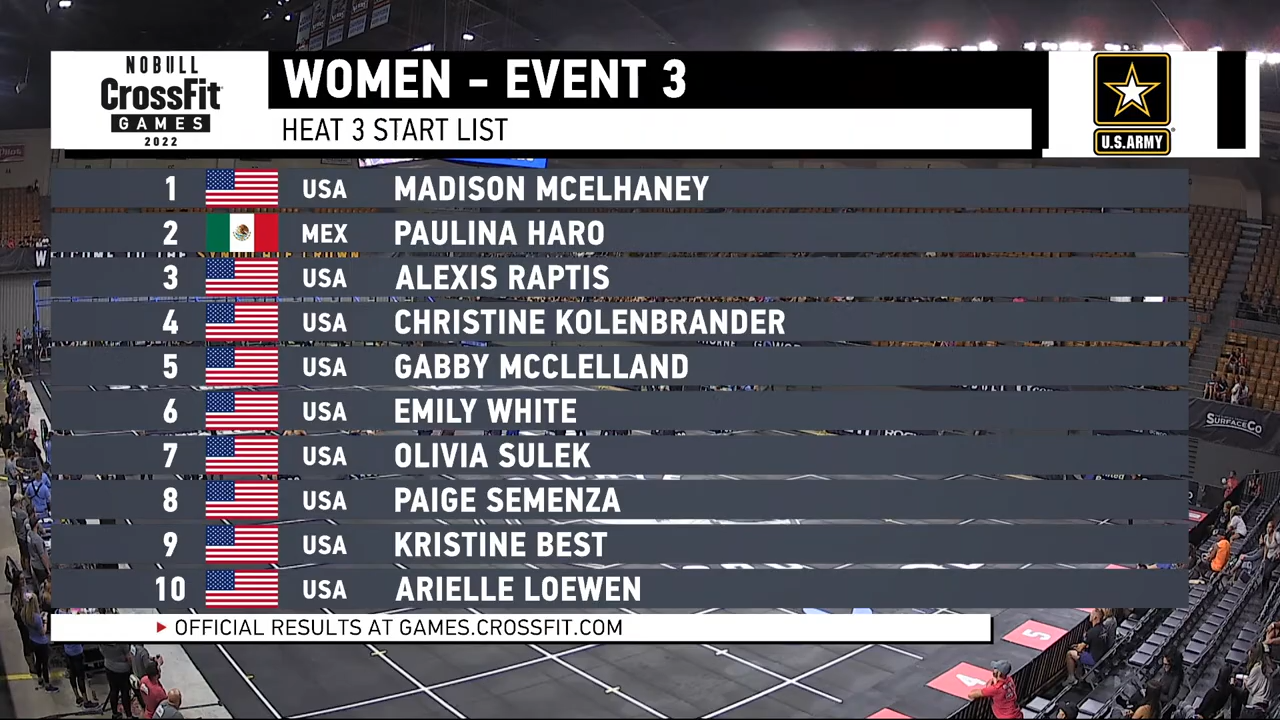 NOBULL
CrossFit
GAMES
2022
WOMEN - EVENT 3
HEAT 3 START LIST
U.S.ARMY
1 USA MADISON MCELHANEY
2 MEX PAULINA HARO
3 USA ALEXIS RAPTIS
4 USA CHRISTINE KOLENBRANDER
5 USA GABBY MCCLELLAND
6 USA EMILY WHITE
7 USA OLIVIA SULEK
8 USA PAIGE SEMENZA
9 USA KRISTINE BEST
10 USA ARIELLE LOEWEN
OFFICIAL RESULTS AT GAMES.CROSSFIT.COM
SURFACECO
5
4